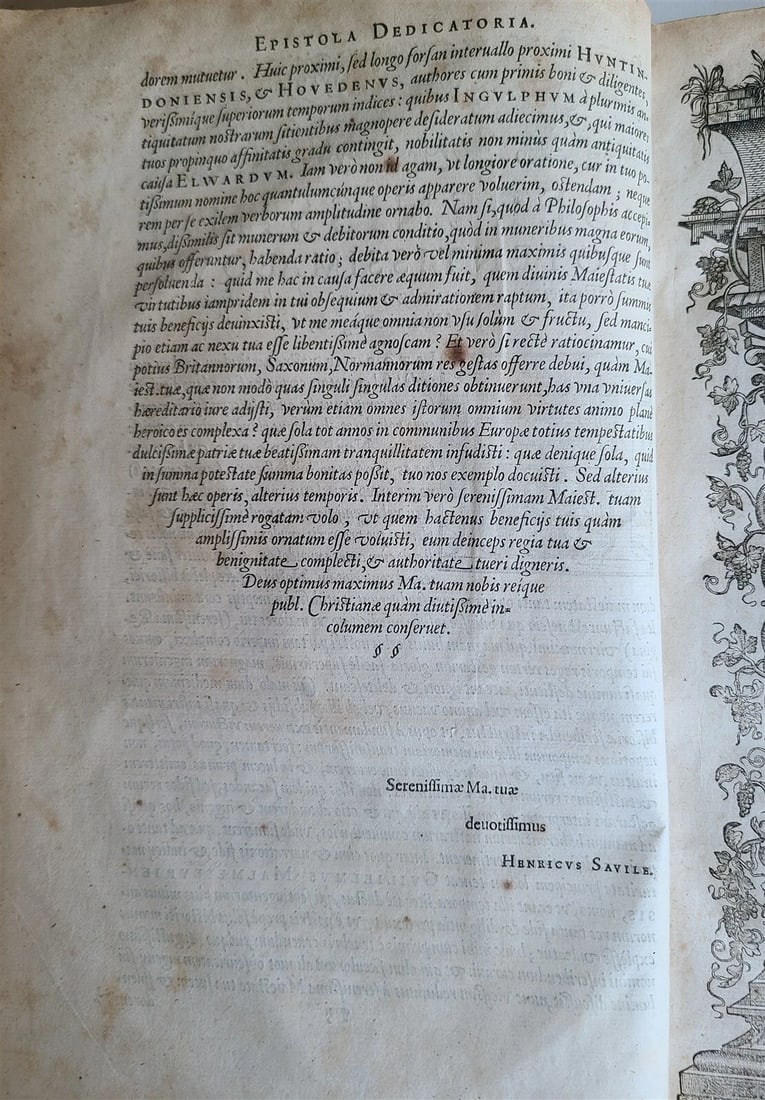 EPISTOLA DEDICATORIA.
dorem mutuetur. Huic proximi, sed longo forsan interuallo proximi HVNTIN-
DONIENSIS, & HOVEDENVS, authores cum primis boni & diligentes,
verissimique superiorum temporum indices: quibus INGVLPHVM à plurimis an-
tiquitatum nostrarum sitientibus magnopere desideratum adiecimus, &, qui maiores
tuos propinquo affinitatis gradu contingit, nobilitatis non minùs quàm antiquitatis
causa ELWARDVM. Iam verò non id agam, vt longiore oratione, cur in tuo po-
tissimum nomine hoc quantulumcúnque operis apparere voluerim, ostendam; neque
rem per se exilem verborum amplitudine ornabo. Nam si, quod à Philosophis accepi-
mus, dissimilis sit munerum & debitorum conditio, quòd in muneribus magna eorum,
quibus offeruntur, habenda ratio; debita verò vel minima maximis quibusque sunt
persoluenda: quid me hac in causa facere æquum fuit, quem diuinis Maiestatis tuæ
virtutibus iampridem in tui obsequium & admirationem raptum, ita porrò summis
tuis beneficijs deuinxisti, vt me meáque omnia non vsu solùm & fructu, sed manci-
pio etiam ac nexu tua esse libentissimè agnoscam? Et verò si rectè ratiocinamur, cui
potiùs Britannorum, Saxonum, Normannorum res gestas offerre debui, quàm Ma-
iest. tuæ, quæ non modò quas singuli singulas ditiones obtinuerunt, has vna vniuersas
hæreditario iure adijsti, verùm etiam omnes istorum omnium virtutes animo planè
heroico es complexa? quæ sola tot annos in communibus Europæ totius tempestatibus
dulcissimæ patriæ tuæ beatissimam tranquillitatem infudisti: quæ denique sola, quid
in summa potestate summa bonitas possit, tuo nos exemplo docuisti. Sed alterius
sunt hæc operis, alterius temporis. Interim verò serenissimam Maiest. tuam
supplicissimè rogatam volo, vt quem hactenus beneficijs tuis quàm
amplissimis ornatum esse voluisti, eum deinceps regia tua &
benignitate complecti, & authoritate tueri digneris.
Deus optimus maximus Ma. tuam nobis reíque
publ. Christianæ quàm diutissimè in-
columem conseruet.
§ §
Serenissimæ Ma. tuæ
deuotissimus
HENRICVS SAVILE.